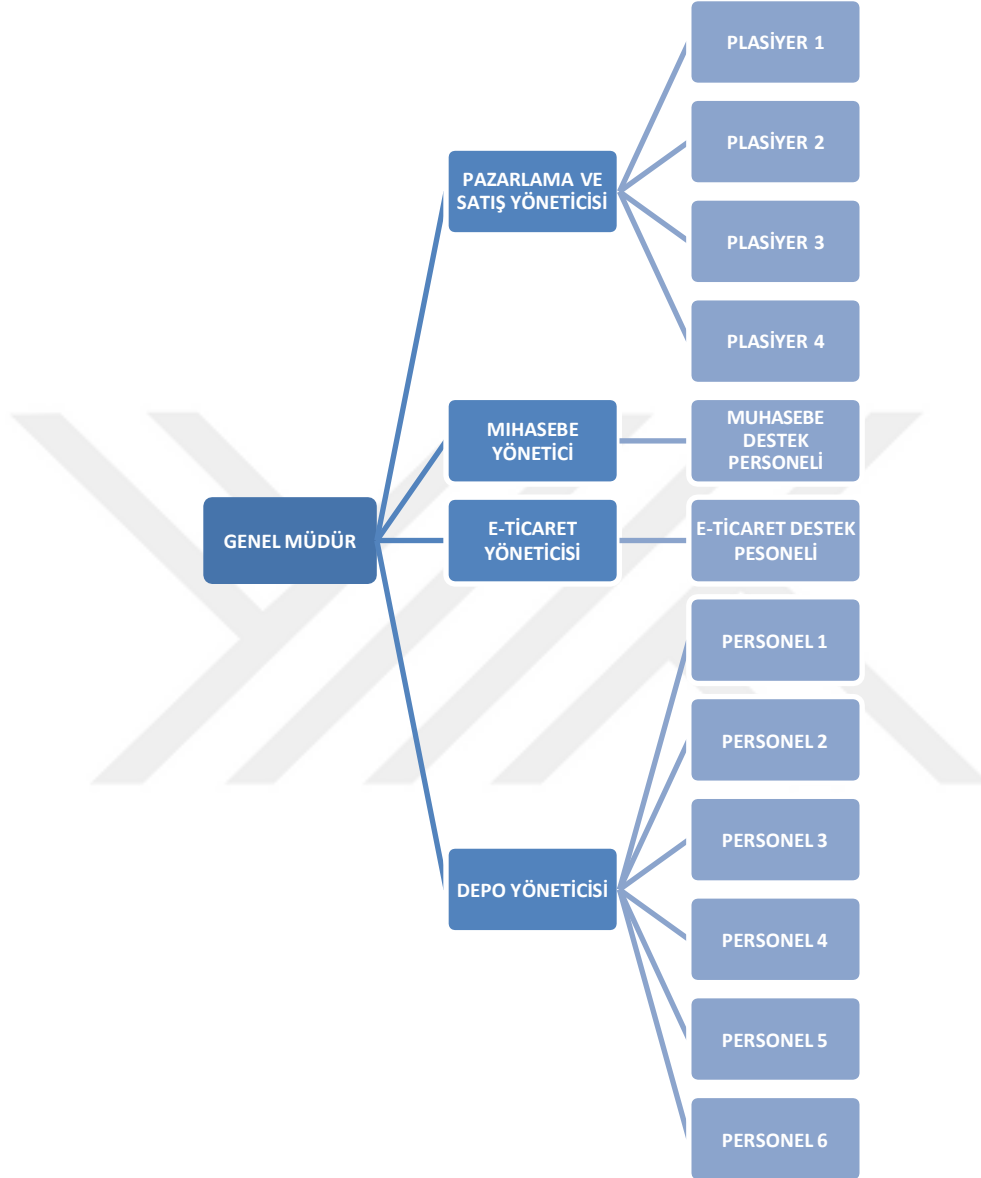 PLASİYER 1
PLASİYER 2
PAZARLAMA VE
SATIŞ YÖNETİCİSİ
PLASİYER 3
PLASİYER 4
MIHASEBE
YÖNETİCİ
MUHASEBE
DESTEK
PERSONELİ
GENEL MÜDÜR
E-TİCARET
YÖNETİCİSİ
E-TİCARET DESTEK
PESONELİ
PERSONEL 1
PERSONEL 2
PERSONEL 3
DEPO YÖNETİCİSİ
PERSONEL 4
PERSONEL 5
PERSONEL 6